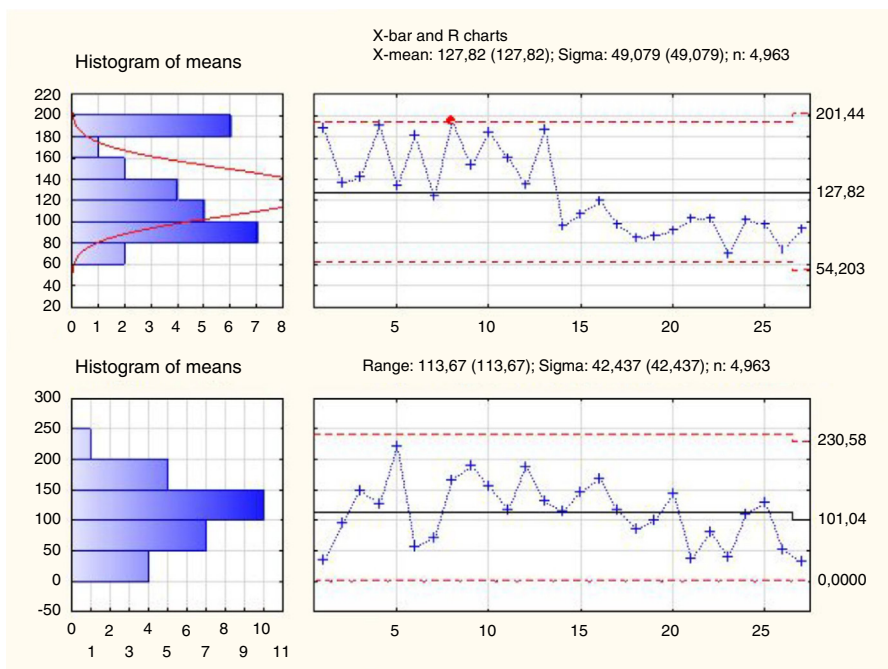 X-bar and R charts
X-mean: 127,82 (127,82); Sigma: 49,079 (49,079); n: 4,963
Histogram of means
220
200
180
160
140
120
100
80
60
40
20
0 1 2 3 4 5 6 7 8
201,44
127,82
54,203
5 10 15 20 25
Histogram of means
Range: 113,67 (113,67); Sigma: 42,437 (42,437); n: 4,963
300
250
200
150
100
50
0
-50
0 2 4 6 8 10
1 3 5 7 9 11
230,58
101,04
0,0000
5 10 15 20 25